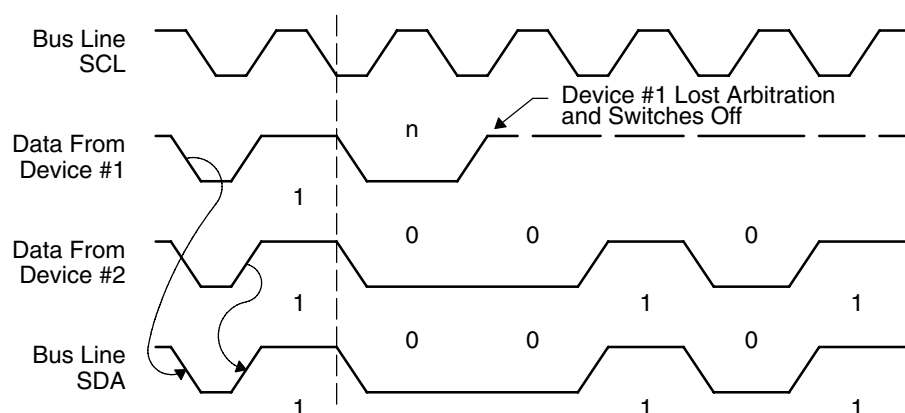 Bus Line
SCL
Device #1 Lost Arbitration
and Switches Off
n
Data From
Device #1
1
0 0 0
Data From
Device #2
1 1 1
0 0 0
Bus Line
SDA
1 1 1